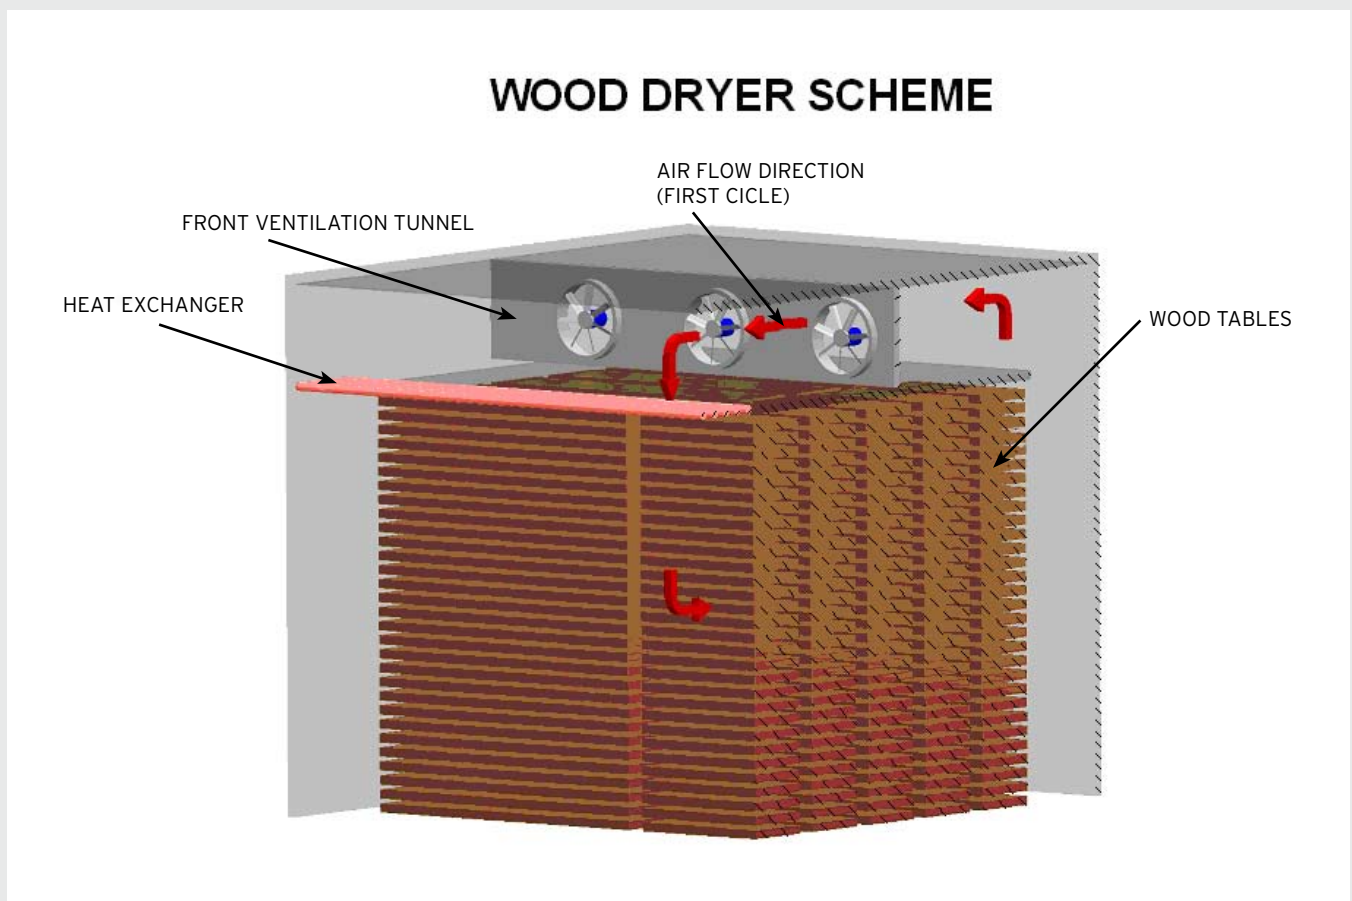 WOOD DRYER SCHEME
AIR FLOW DIRECTION
(FIRST CICLE)
FRONT VENTILATION TUNNEL
HEAT EXCHANGER
WOOD TABLES